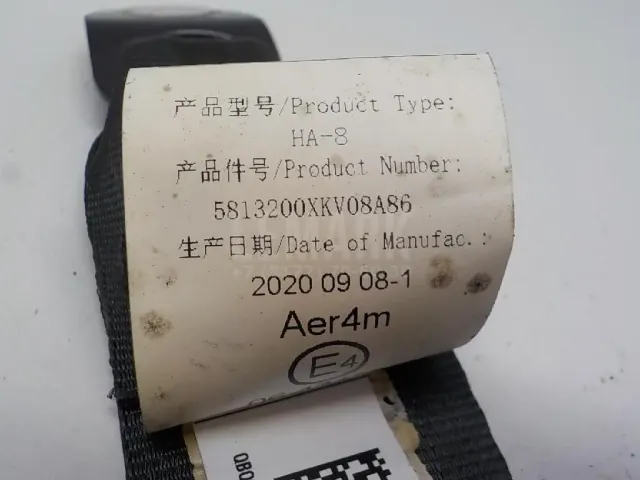 产品型号/Product Type:
HA-8
产品件号/Product Number:
5813200XKV08A86
生产日期/Date of Manufac.:
2020 09 08-1
Aer4m
E4